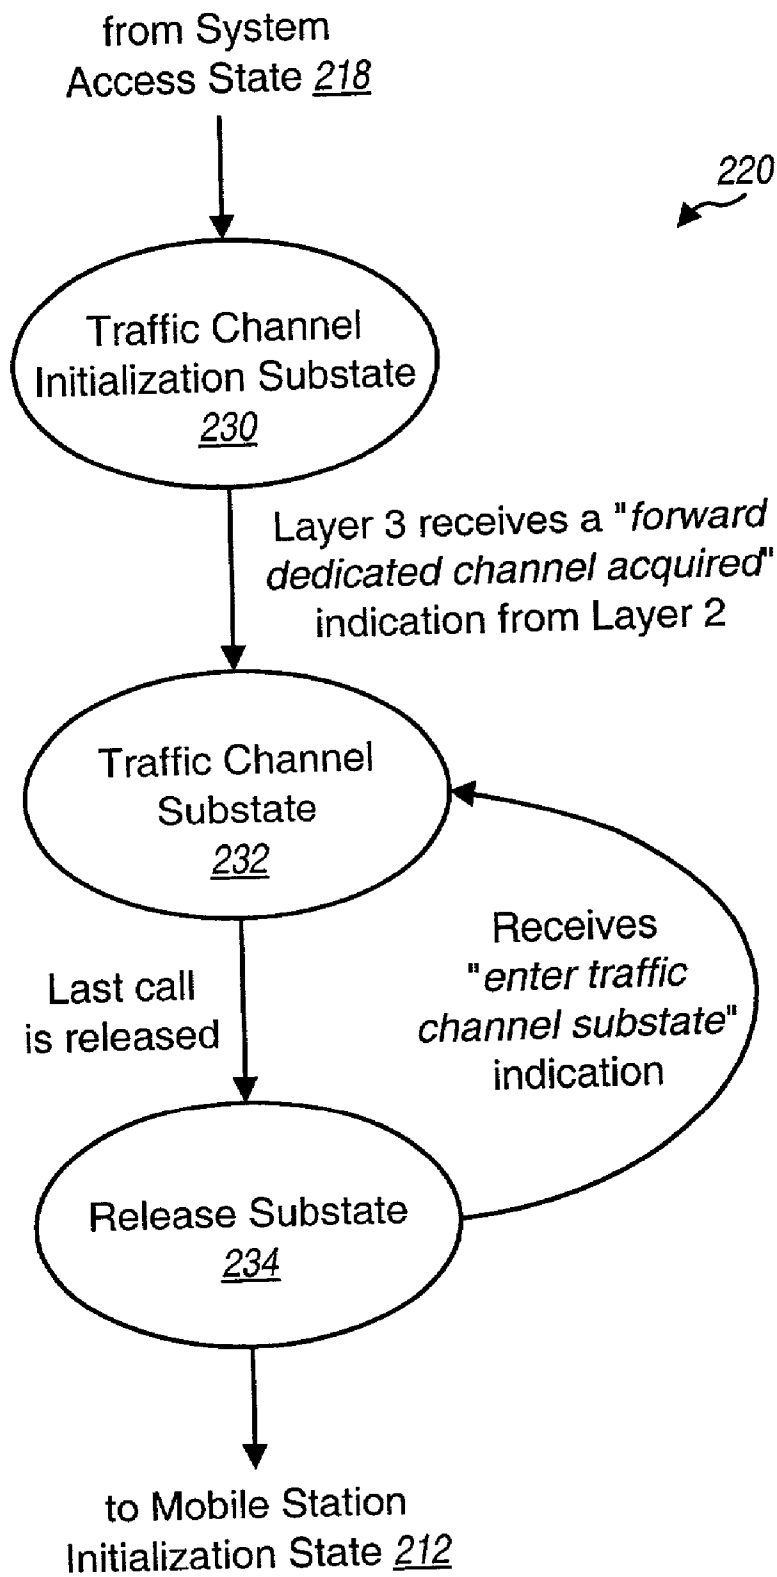 from System
Access State 218
220
Traffic Channel
Initialization Substate
230
Layer 3 receives a "forward
dedicated channel acquired"
indication from Layer 2
Traffic Channel
Substate
232
Last call
is released
Receives
"enter traffic
channel substate"
indication
Release Substate
234
to Mobile Station
Initialization State 212